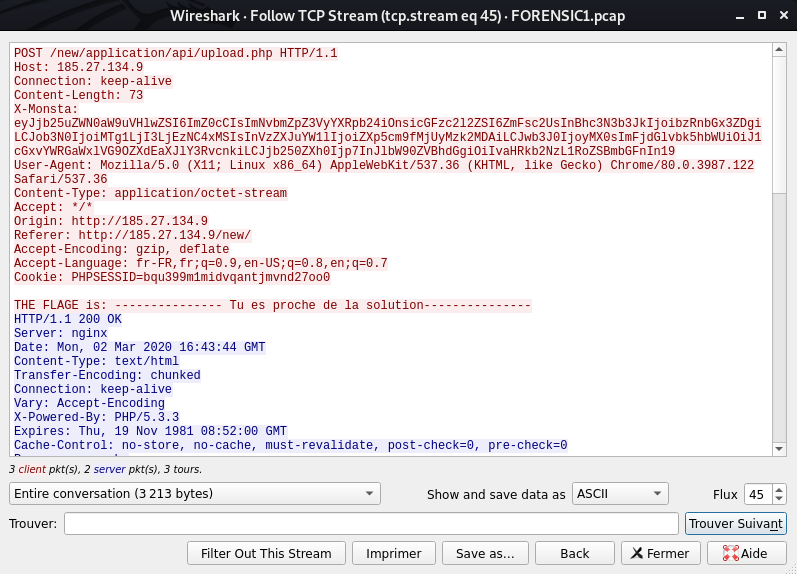 Wireshark · Follow TCP Stream (tcp.stream eq 45) · FORENSIC1.pcap
POST /new/application/api/upload.php HTTP/1.1
Host: 185.27.134.9
Connection: keep-alive
Content-Length: 73
X-Monsta:
eyJjb25uZWN0aW9uVHlwZSI6ImZ0cCIsImNvbmZpZ3VyYXRpb24iOnsicGFzc2l2ZSI6ZmFsc2UsInBhc3N3b3JkIjoibzRnbGx3ZDgi
LCJob3N0IjoiMTg1LjI3LjEzNC4xMSIsInVzZXJuYW1lIjoiZXp5cm9fMjUyMzk2MDAiLCJwb3J0IjoyMX0sImFjdGlvbk5hbWUiOiJ1
cGxvYWRGaWxlVG9OZXdEaXJlY3RvcnkiLCJjb250ZXh0Ijp7InJlbW90ZVBhdGgiOiIvaHRkb2NzL1RoZSBmbGFnIn19
User-Agent: Mozilla/5.0 (X11; Linux x86_64) AppleWebKit/537.36 (KHTML, like Gecko) Chrome/80.0.3987.122
Safari/537.36
Content-Type: application/octet-stream
Accept: */*
Origin: http://185.27.134.9
Referer: http://185.27.134.9/new/
Accept-Encoding: gzip, deflate
Accept-Language: fr-FR,fr;q=0.9,en-US;q=0.8,en;q=0.7
Cookie: PHPSESSID=bqu399m1midvqantjmvnd27oo0
THE FLAGE is: --------------- Tu es proche de la solution---------------
HTTP/1.1 200 OK
Server: nginx
Date: Mon, 02 Mar 2020 16:43:44 GMT
Content-Type: text/html
Transfer-Encoding: chunked
Connection: keep-alive
Vary: Accept-Encoding
X-Powered-By: PHP/5.3.3
Expires: Thu, 19 Nov 1981 08:52:00 GMT
Cache-Control: no-store, no-cache, must-revalidate, post-check=0, pre-check=0
3 client pkt(s), 2 server pkt(s), 3 tours.
Entire conversation (3 213 bytes)
Show and save data as
ASCII
Flux
45
Trouver:
Trouver Suivant
Filter Out This Stream
Imprimer
Save as…
Back
Fermer
Aide